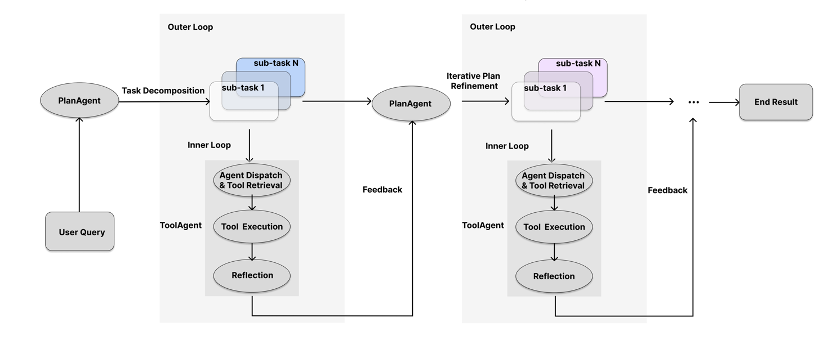 Outer Loop
sub-task N
sub-task 1
Task Decomposition
PlanAgent
User Query
Inner Loop
Agent Dispatch
& Tool Retrieval
ToolAgent
Tool Execution
Reflection
Feedback
PlanAgent
Iterative Plan
Refinement
Outer Loop
sub-task N
sub-task 1
Inner Loop
Agent Dispatch
& Tool Retrieval
ToolAgent
Tool Execution
Reflection
Feedback
...
End Result